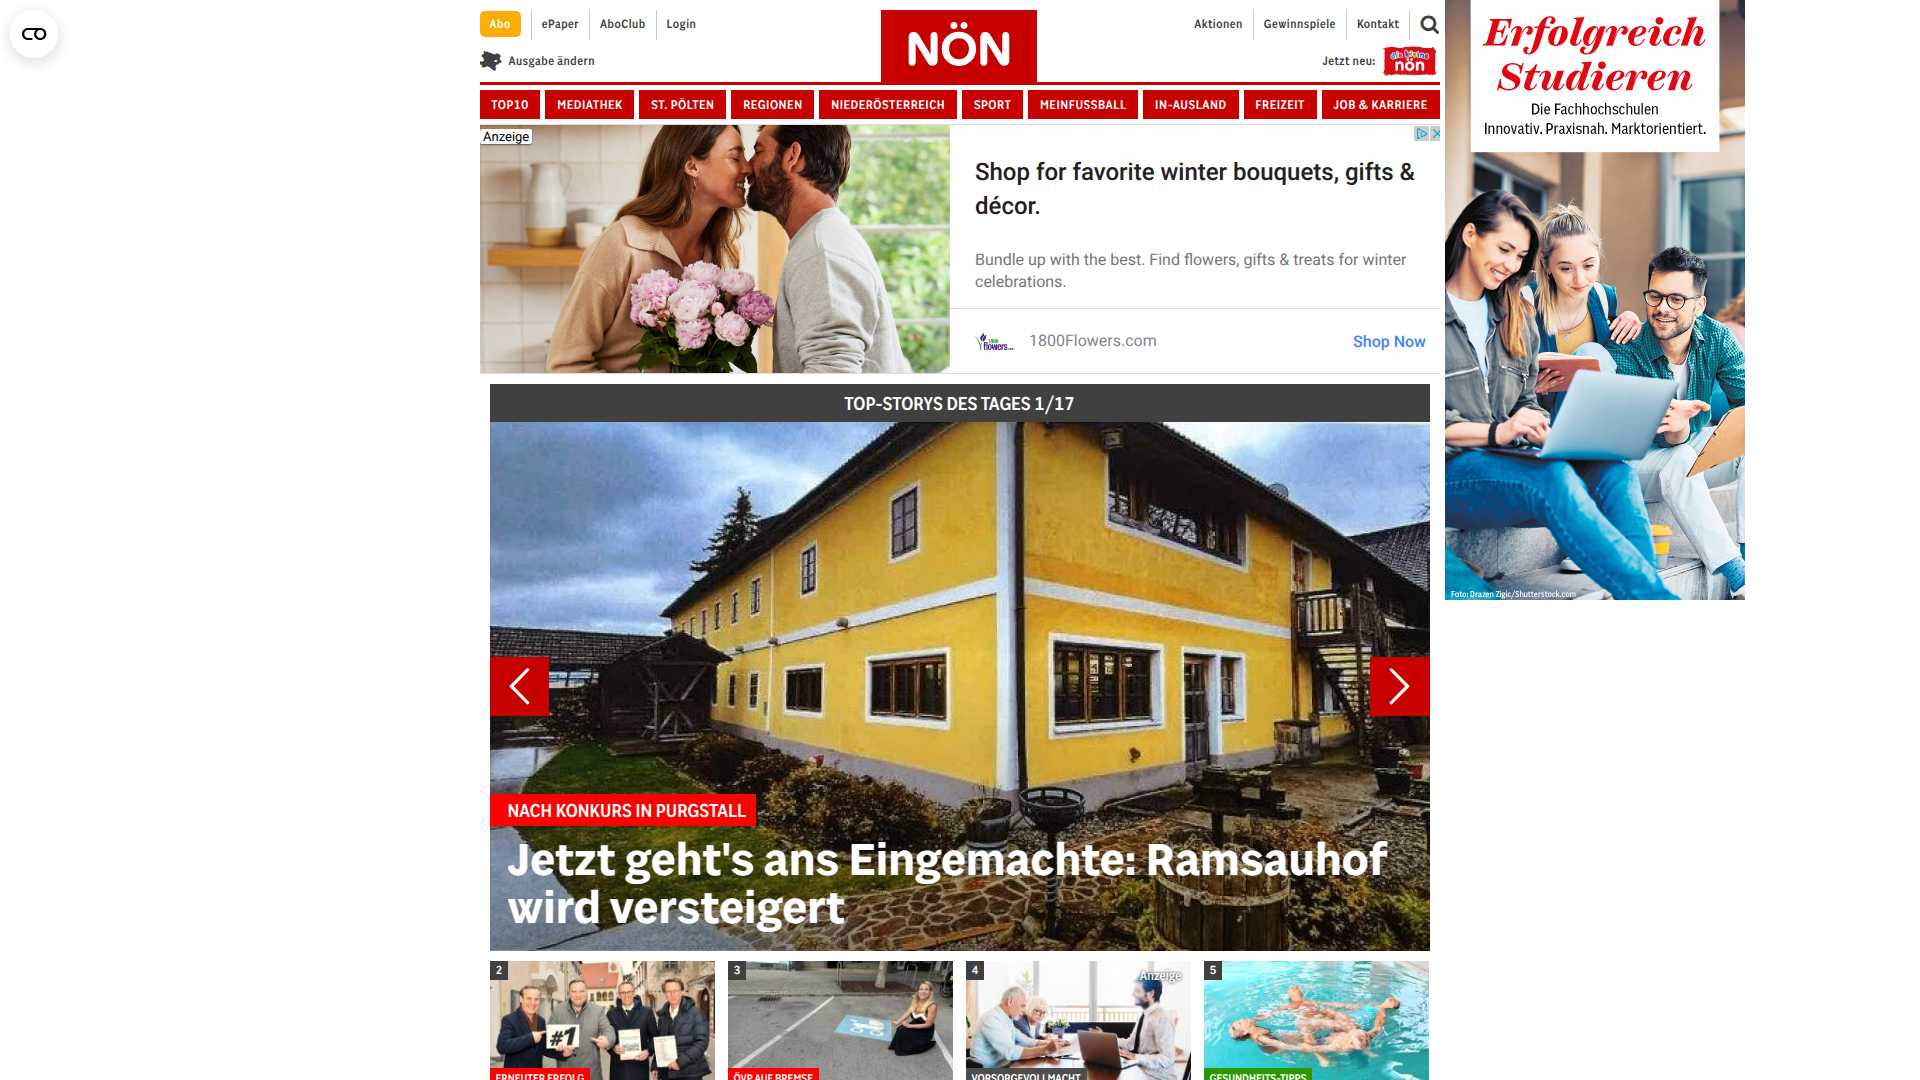 Abo
ePaper
AboClub
Login
NÖN
Aktionen
Gewinnspiele
Kontakt
Ausgabe ändern
Jetzt neu:
die kleine
nön
TOP10
MEDIATHEK
ST. PÖLTEN
REGIONEN
NIEDERÖSTERREICH
SPORT
MEINFUSSBALL
IN-AUSLAND
FREIZEIT
JOB & KARRIERE
Anzeige
Shop for favorite winter bouquets, gifts &
décor.
Bundle up with the best. Find flowers, gifts & treats for winter
celebrations.
1800Flowers.com
Shop Now
Erfolgreich
Studieren
Die Fachhochschulen
Innovativ. Praxisnah. Marktorientiert.
Foto: Drazen Zigic/Shutterstock.com
TOP-STORYS DES TAGES 1/17
NACH KONKURS IN PURGSTALL
Jetzt geht's ans Eingemachte: Ramsauhof
wird versteigert
2
#1
ERNEUTER ERFOLG
3
ÖVP AUF BREMSE
4
Anzeige
VORSORGEVOLLMACHT
5
GESUNDHEITS-TIPPS